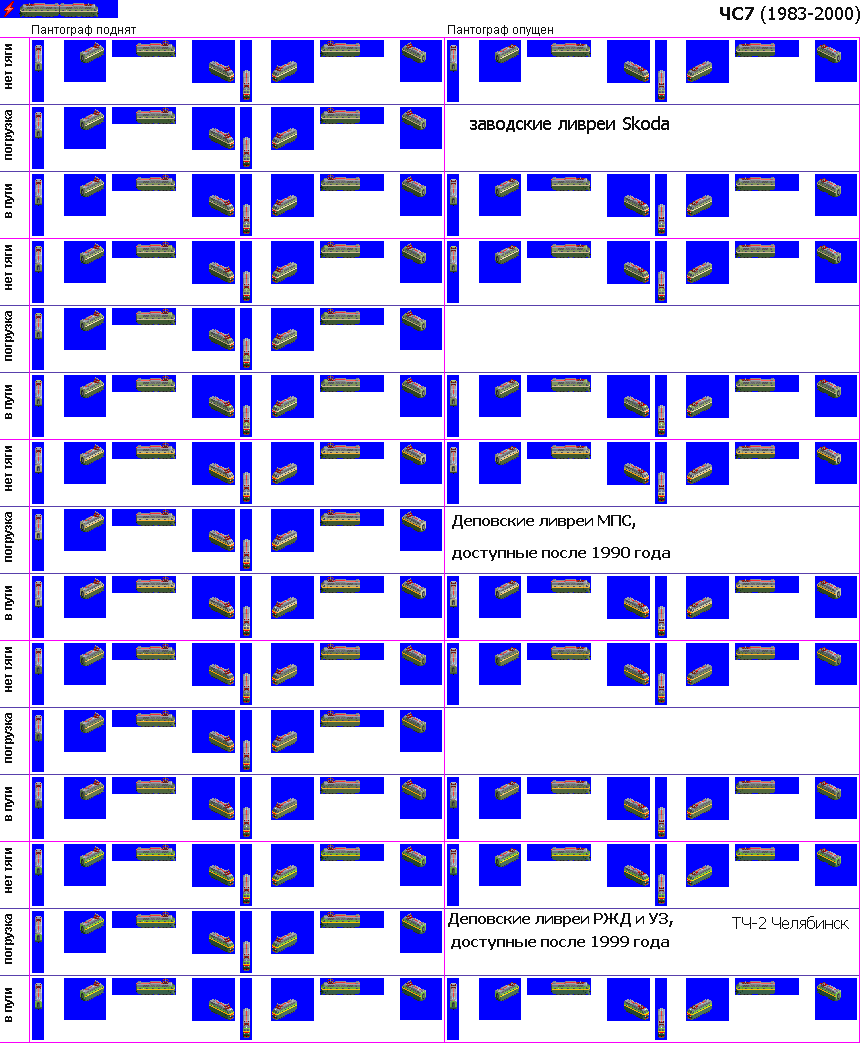 ЧС7 (1983-2000)
Пантограф поднят
Пантограф опущен
нет тяги
погрузка
заводские ливреи Skoda
в пути
нет тяги
погрузка
в пути
нет тяги
погрузка
Деповские ливреи МПС,
доступные после 1990 года
в пути
нет тяги
погрузка
в пути
нет тяги
погрузка
Деповские ливреи РЖД и УЗ,
ТЧ-2 Челябинск
доступные после 1999 года
в пути